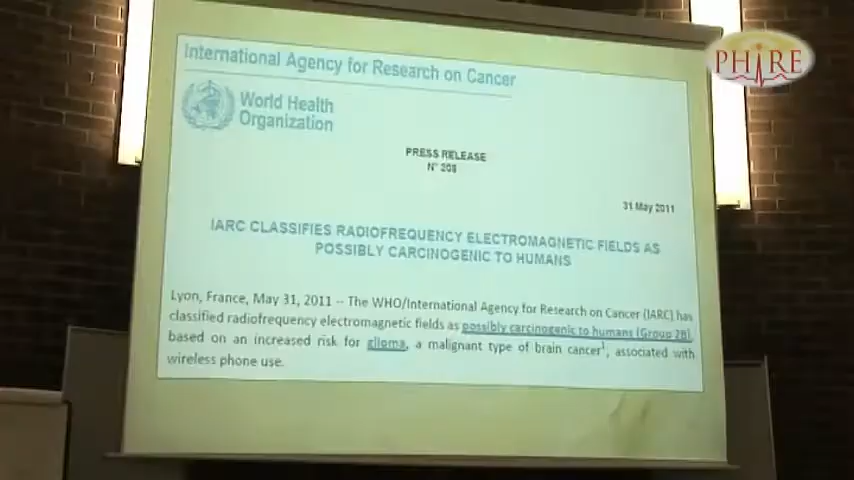 PHIRE
International Agency for Research on Cancer
World Health
Organization
PRESS RELEASE
N° 208
31 May 2011
IARC CLASSIFIES RADIOFREQUENCY ELECTROMAGNETIC FIELDS AS
POSSIBLY CARCINOGENIC TO HUMANS
Lyon, France, May 31, 2011 -- The WHO/International Agency for Research on Cancer (IARC) has
classified radiofrequency electromagnetic fields as possibly carcinogenic to humans (Group 2B),
based on an increased risk for glioma, a malignant type of brain cancer¹, associated with
wireless phone use.